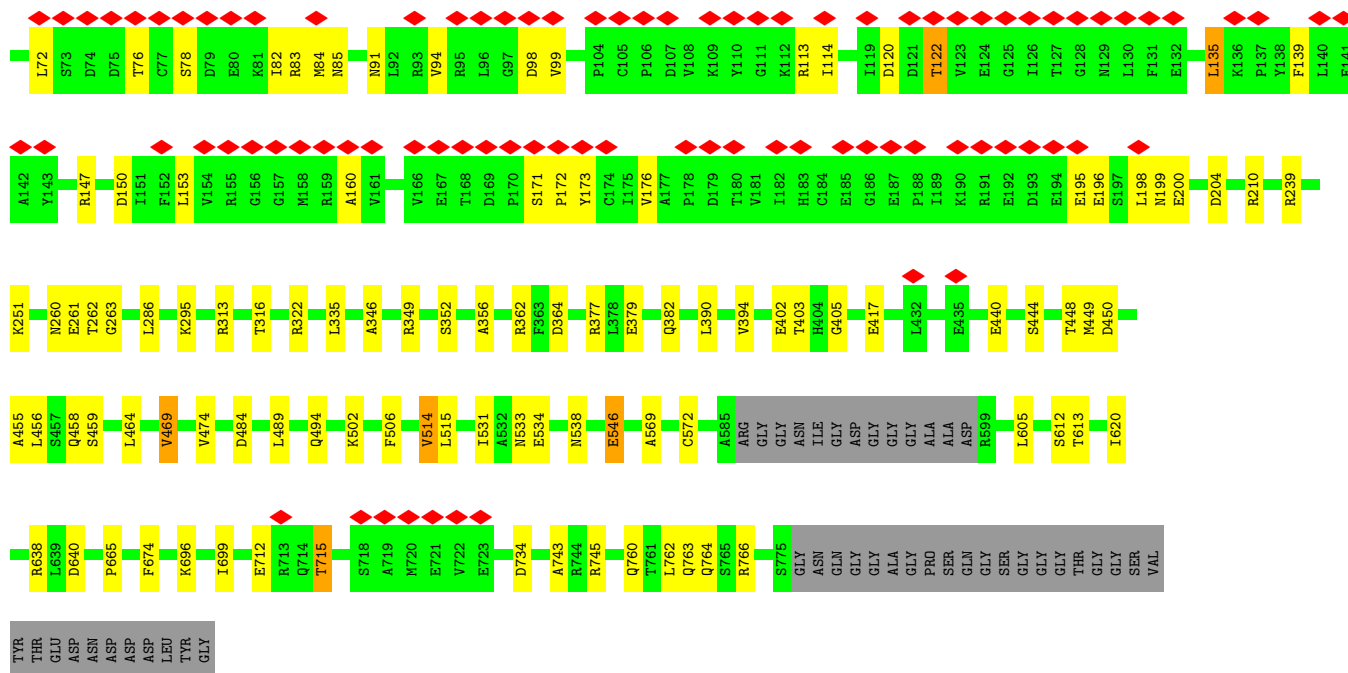 L72 S73 D74 D75 T76 C77 S78 D79 E80 K81 I82 R83 M84 N85 N91 L92 R93 V94 R95 L96 G97 D98 V99 P104 C105 P106 D107 V108 K109 Y110 G111 K112 R113 I114 I119 D120 D121 T122 V123 E124 G125 I126 T127 G128 N129 L130 F131 E132 L135 K136 P137 Y138 F139 L140 E141
A142 Y143 R147 D150 I151 F152 L153 V154 R155 G156 G157 M158 R159 A160 V161 V166 E167 T168 D169 P170 S171 P172 Y173 C174 I175 V176 A177 P178 D179 T180 V181 I182 H183 C184 E185 G186 E187 P188 I189 K190 R191 E192 D193 E194 E195 E196 S197 L198 N199 E200 D204 R210 R239
K251 N260 E261 T262 G263 L286 K295 R313 T316 R322 L335 A346 R349 S352 A356 R362 F363 D364 R377 L378 E379 Q382 L390 V394 E402 T403 H404 G405 E417 L432 E435 E440 S444 T448 M449 D450
A455 L456 S457 Q458 S459 L464 V469 V474 D484 L489 Q494 K502 F506 V514 L515 I531 A532 N533 E534 N538 E546 A569 C572 A585 ARG GLY GLY ASN ILE GLY ASP GLY GLY GLY ALA ALA ASP R599 L605 S612 T613 I620
R638 L639 D640 P665 F674 K696 I699 E712 R713 Q714 T715 S718 A719 M720 E721 V722 E723 D734 A743 R744 R745 Q760 T761 L762 Q763 Q764 S765 R766 S775 GLY ASN GLN GLY GLY ALA GLY PRO SER GLN GLY SER GLY GLY GLY THR GLY GLY SER VAL
TYR THR GLU ASP ASN ASP ASP ASP LEU TYR GLY